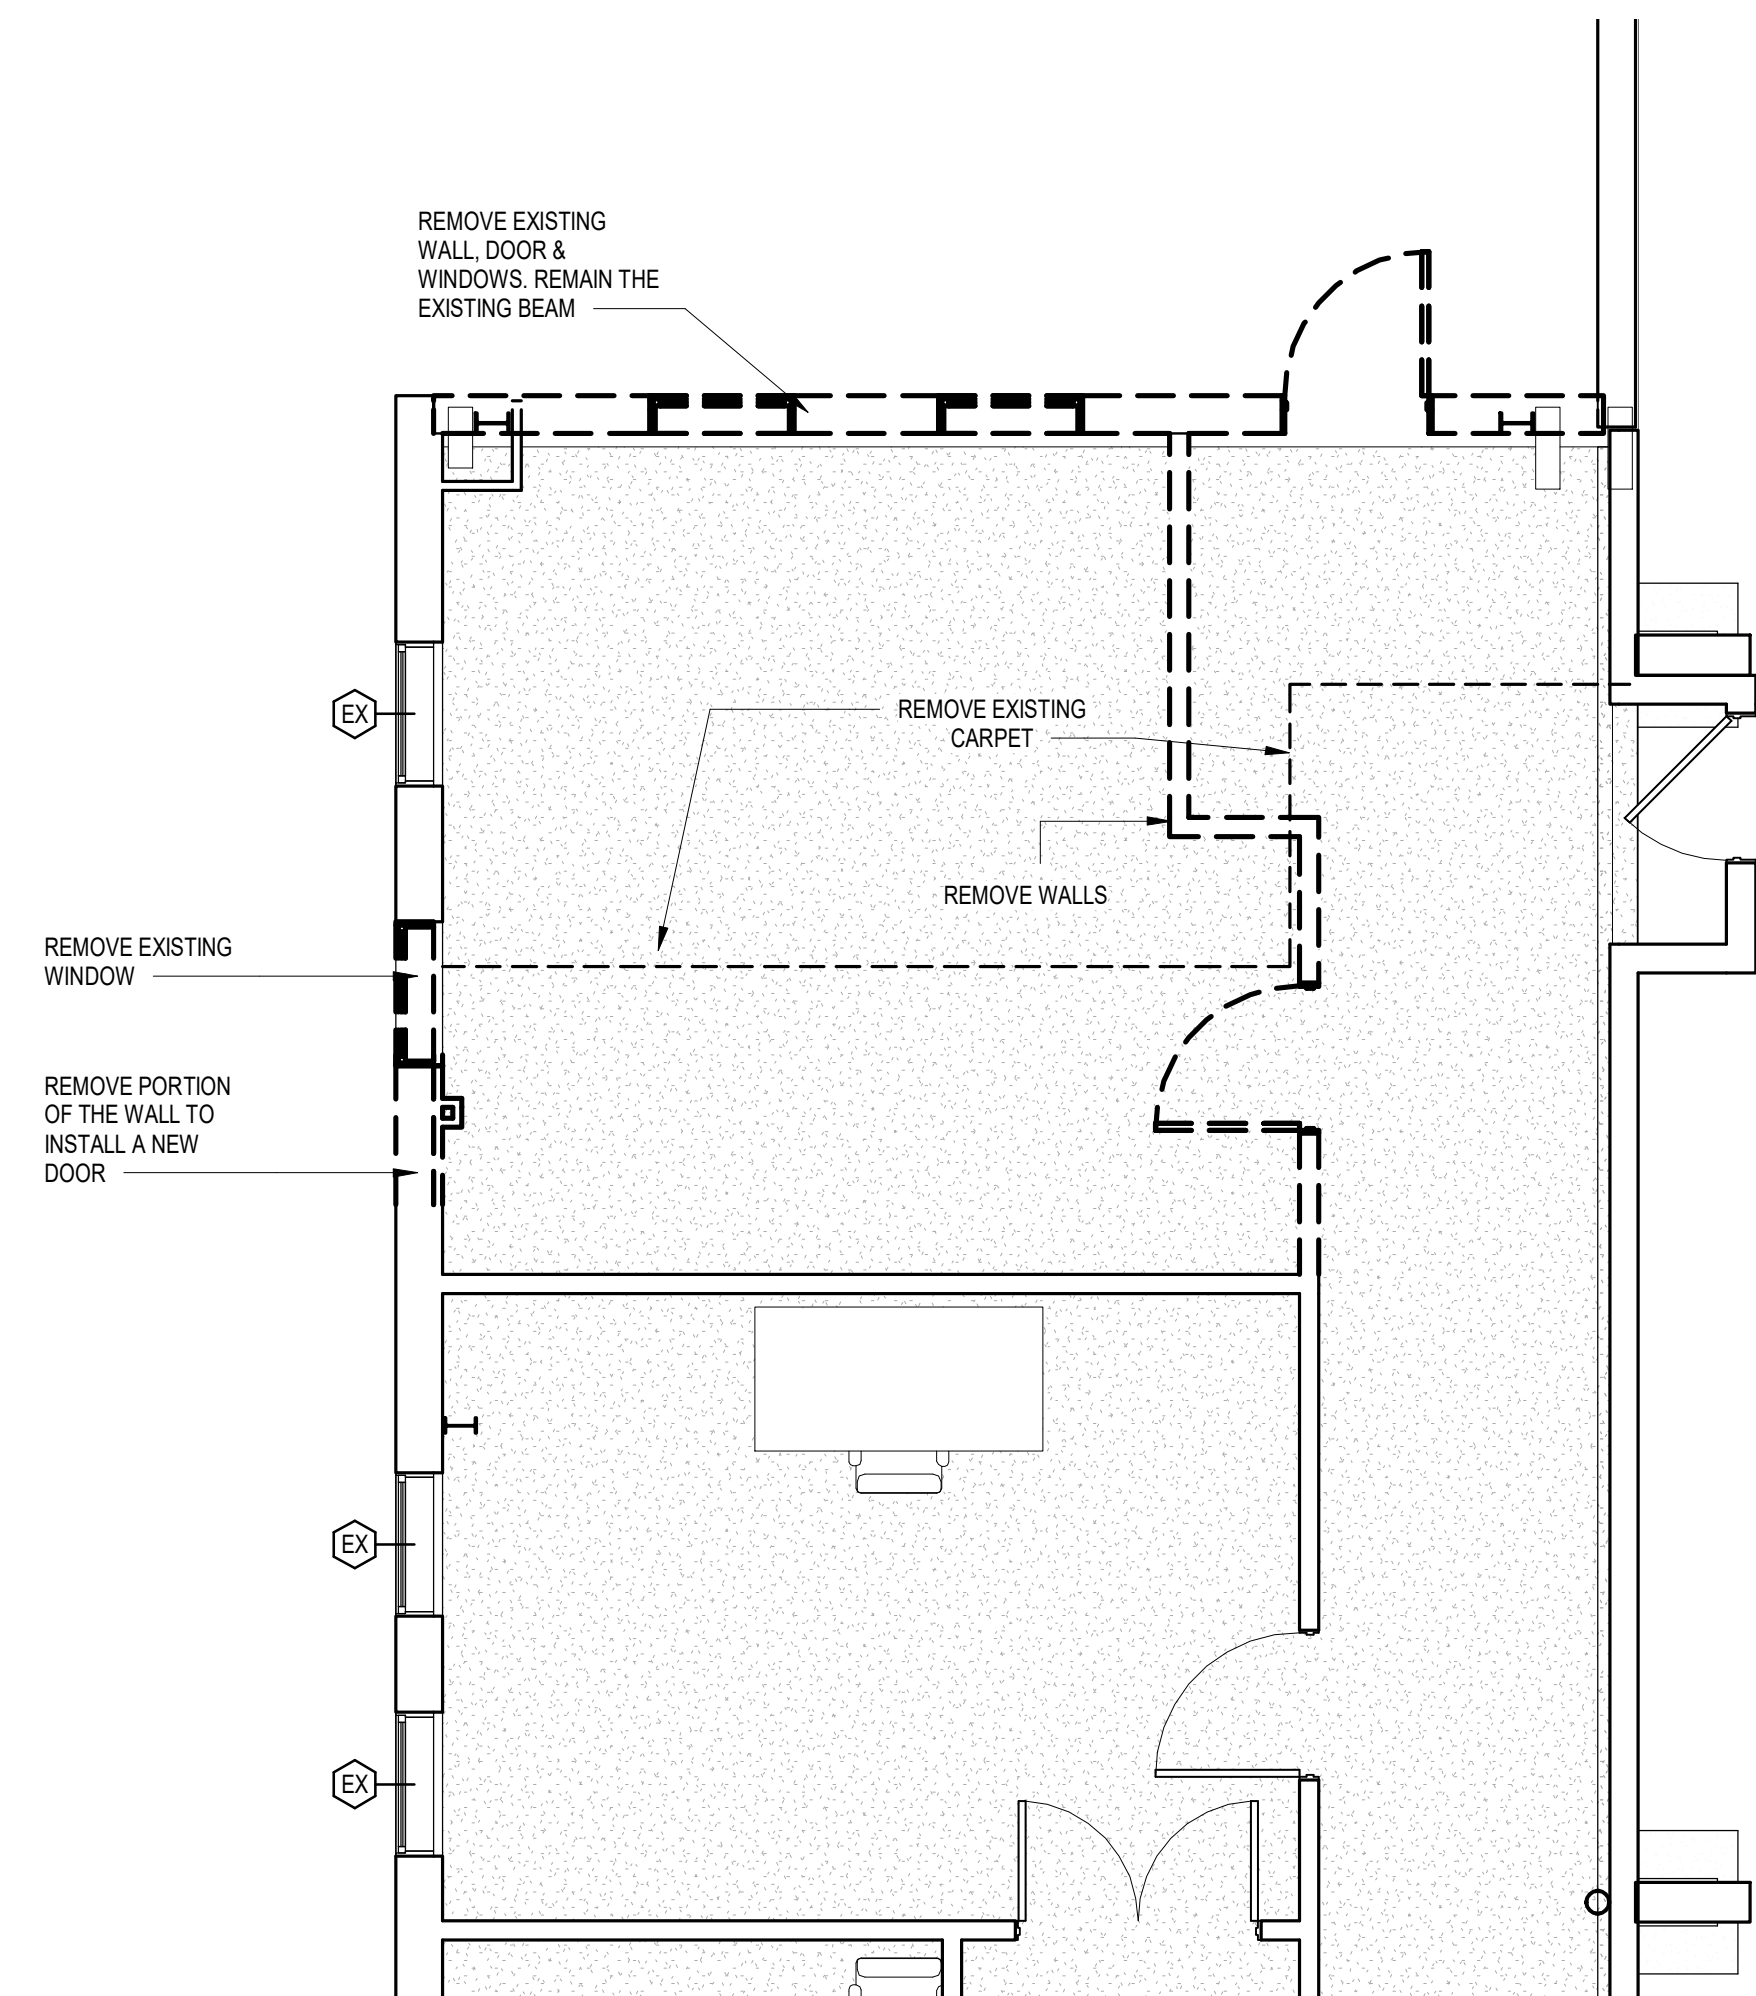 REMOVE EXISTING
WALL, DOOR &
WINDOWS. REMAIN THE
EXISTING BEAM
EX
REMOVE EXISTING
CARPET
REMOVE WALLS
REMOVE EXISTING
WINDOW
REMOVE PORTION
OF THE WALL TO
INSTALL A NEW
DOOR
EX
EX